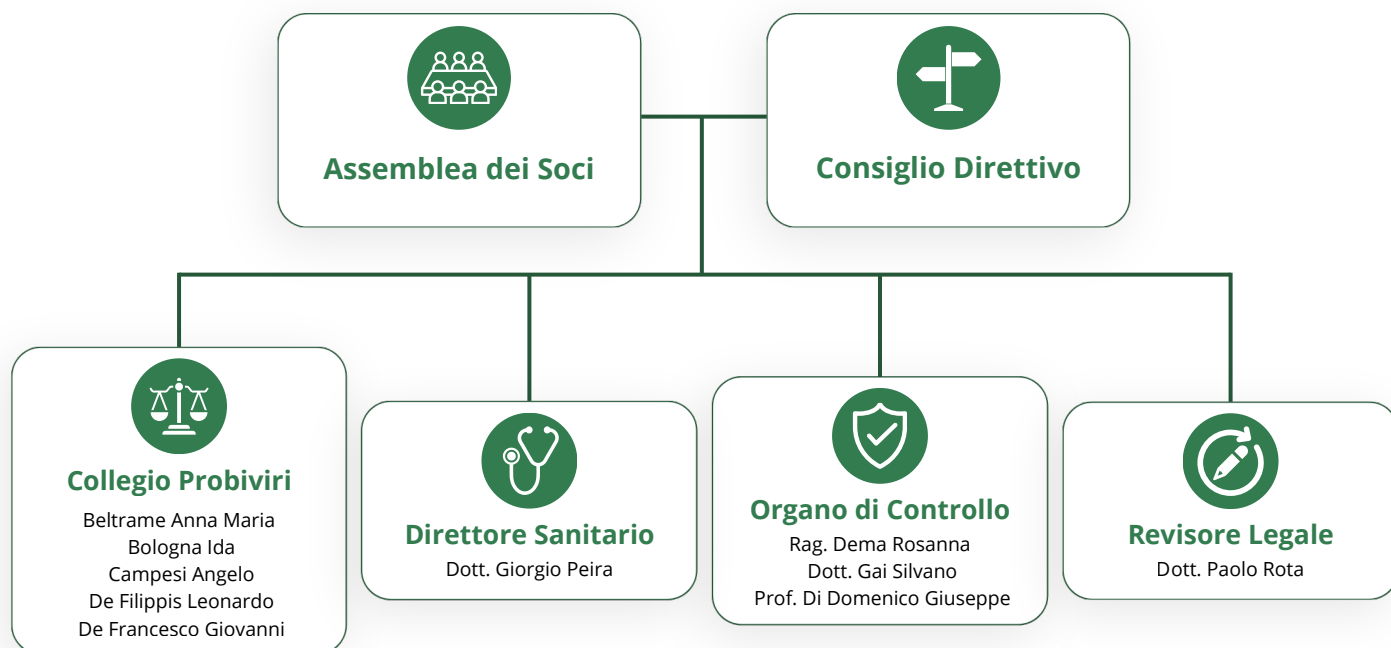 Assemblea dei Soci
Consiglio Direttivo
Collegio Probiviri
Beltrame Anna Maria
Bologna Ida
Campesi Angelo
De Filippis Leonardo
De Francesco Giovanni
Direttore Sanitario
Dott. Giorgio Peira
Organo di Controllo
Rag. Dema Rosanna
Dott. Gai Silvano
Prof. Di Domenico Giuseppe
Revisore Legale
Dott. Paolo Rota